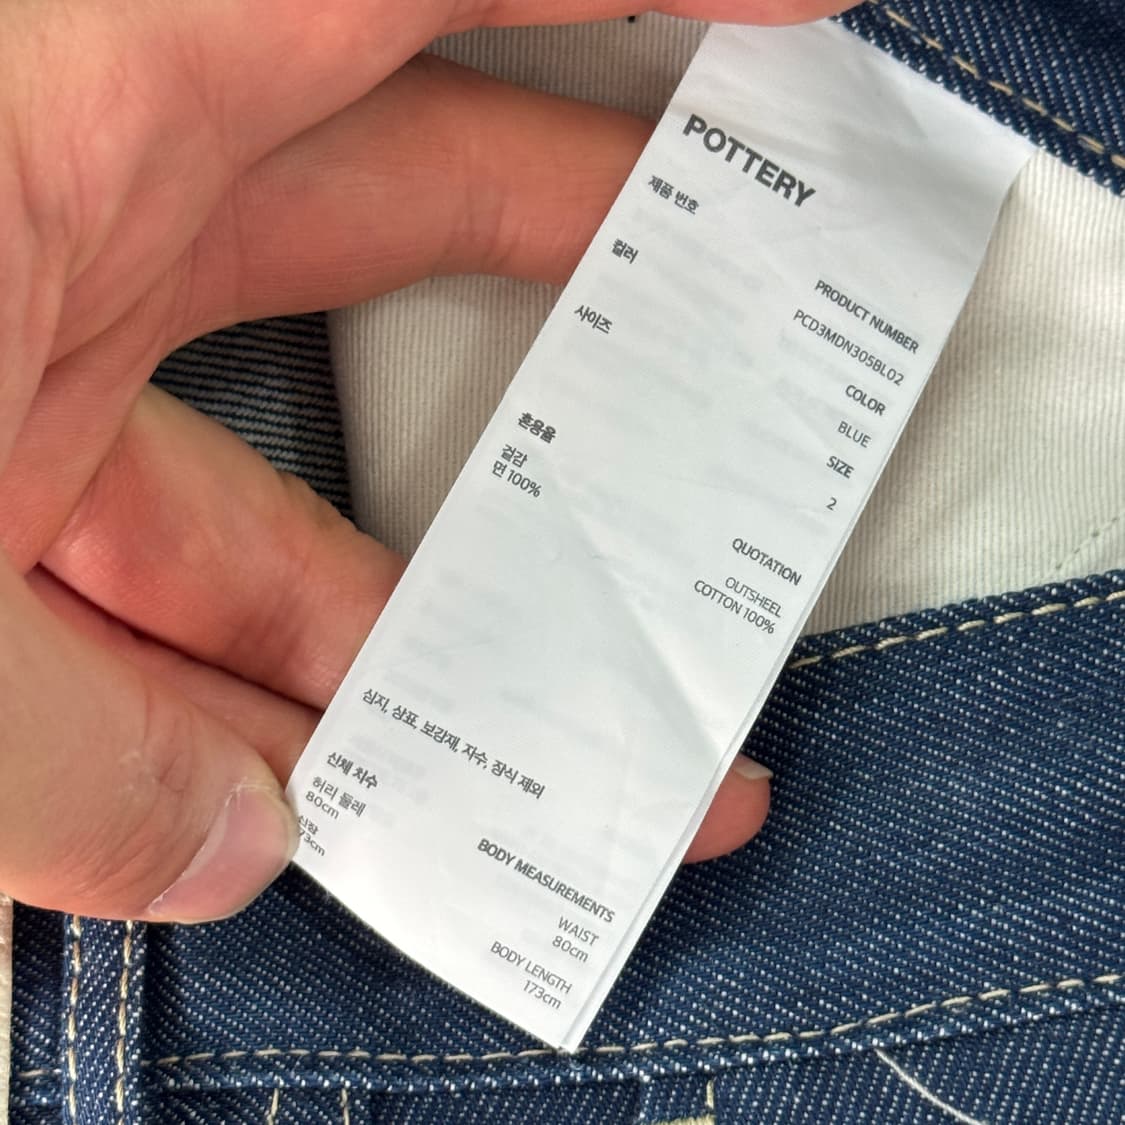 POTTERY
제품 번호
PRODUCT NUMBER
PCD3MDN305BL02
컬러
COLOR
BLUE
사이즈
SIZE
2
혼용율
QUOTATION
겉감
면 100%
OUTSHEEL
COTTON 100%
심지, 상표, 보강재, 자수, 장식 제외
신체 치수
BODY MEASUREMENTS
허리 둘레
80cm
WAIST
80cm
신장
73cm
BODY LENGTH
173cm